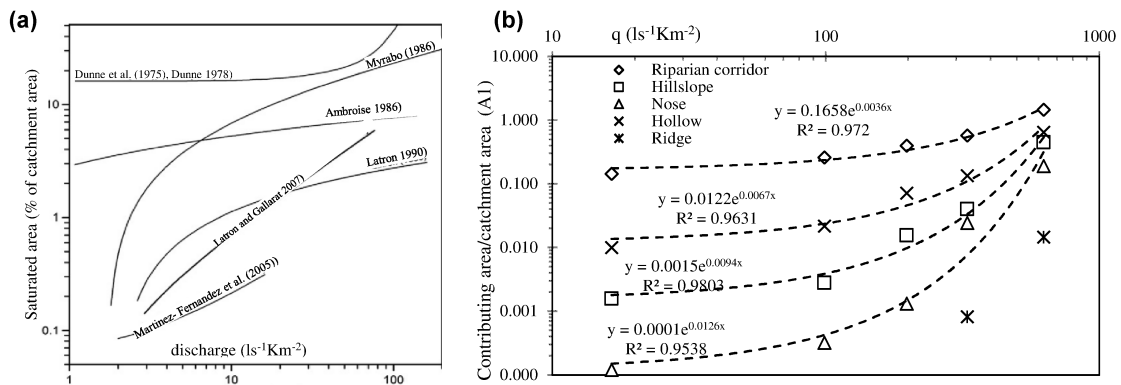 (a)
Saturated area (% of catchment area)
10
1
0.1
Dunne et al. (1975), Dunne 1978)
Myrabo (1986)
Ambroise 1986)
Latron 1990)
Latron and Gallarat 2007)
Martinez- Fernandez et al. (2005))
discharge (ls⁻¹Km⁻²)
1 10 100
(b)
q (ls⁻¹Km⁻²)
10 100 1000
Contributing area/catchment area (A1)
10.000
1.000
0.100
0.010
0.001
0.000
Riparian corridor
Hillslope
Nose
Hollow
Ridge
y = 0.1658e^0.0036x
R² = 0.972
y = 0.0122e^0.0067x
R² = 0.9631
y = 0.0015e^0.0094x
R² = 0.9803
y = 0.0001e^0.0126x
R² = 0.9538